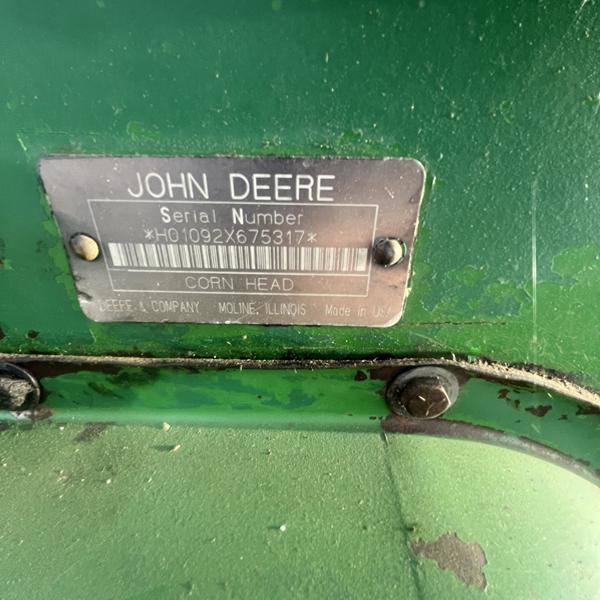 JOHN DEERE
Serial Number
*H01092X675317*
CORN HEAD
DEERE & COMPANY MOLINE, ILLINOIS Made in USA